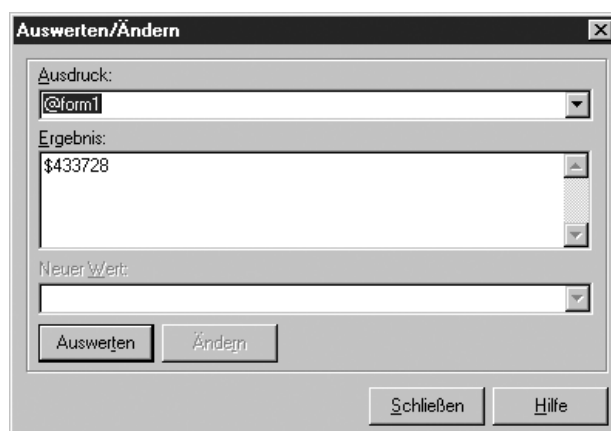 Auswerten/Ändern
Ausdruck:
@form1
Ergebnis:
$433728
Neuer Wert:
Auswerten Ändern
Schließen Hilfe